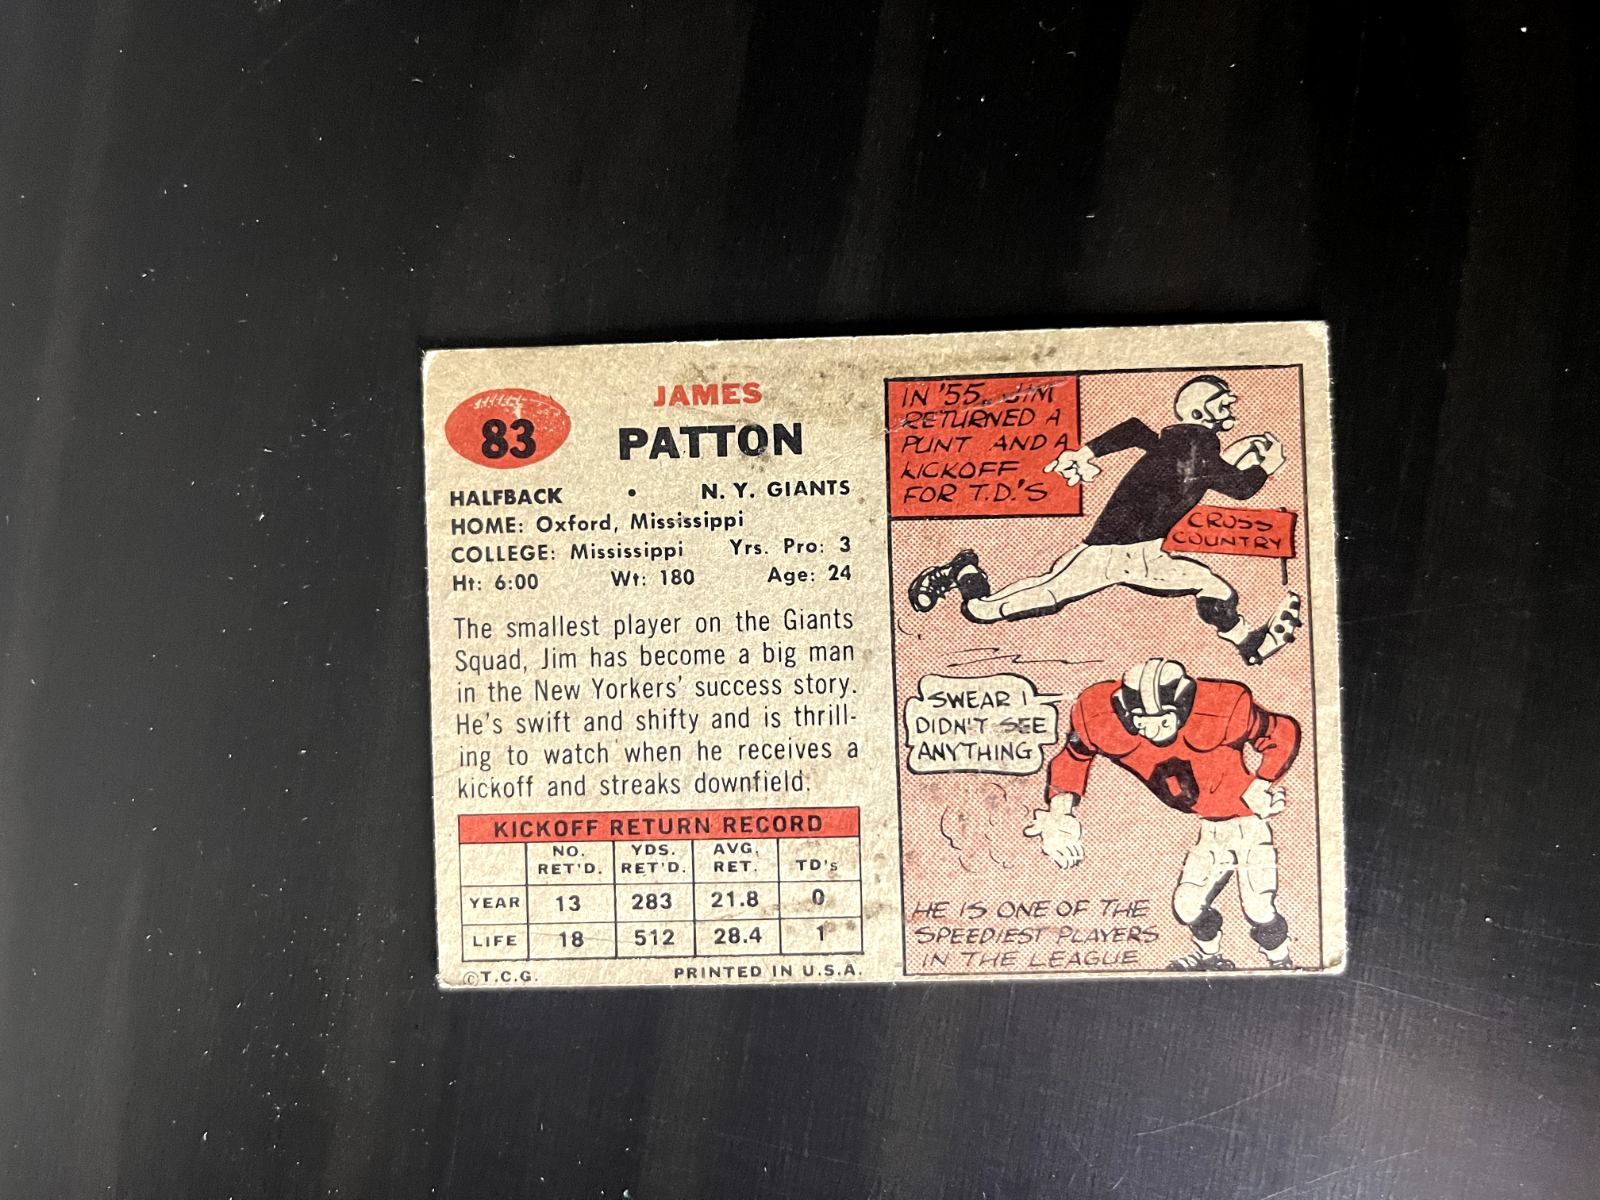 83
JAMES
PATTON
HALFBACK • N. Y. GIANTS
HOME: Oxford, Mississippi
COLLEGE: Mississippi Yrs. Pro: 3
Ht: 6:00 Wt: 180 Age: 24
The smallest player on the Giants
Squad, Jim has become a big man
in the New Yorkers' success story.
He's swift and shifty and is thrill-
ing to watch when he receives a
kickoff and streaks downfield.
KICKOFF RETURN RECORD
NO. RET'D. YDS. RET'D. AVG. RET. TD's
YEAR 13 283 21.8 0
LIFE 18 512 28.4 1
©T.C.G. PRINTED IN U.S.A.
IN '55, JIM
RETURNED A
PUNT AND A
KICKOFF
FOR T.D.'S
CROSS
COUNTRY
SWEAR I
DIDN'T SEE
ANYTHING
0
HE IS ONE OF THE
SPEEDIEST PLAYERS
IN THE LEAGUE